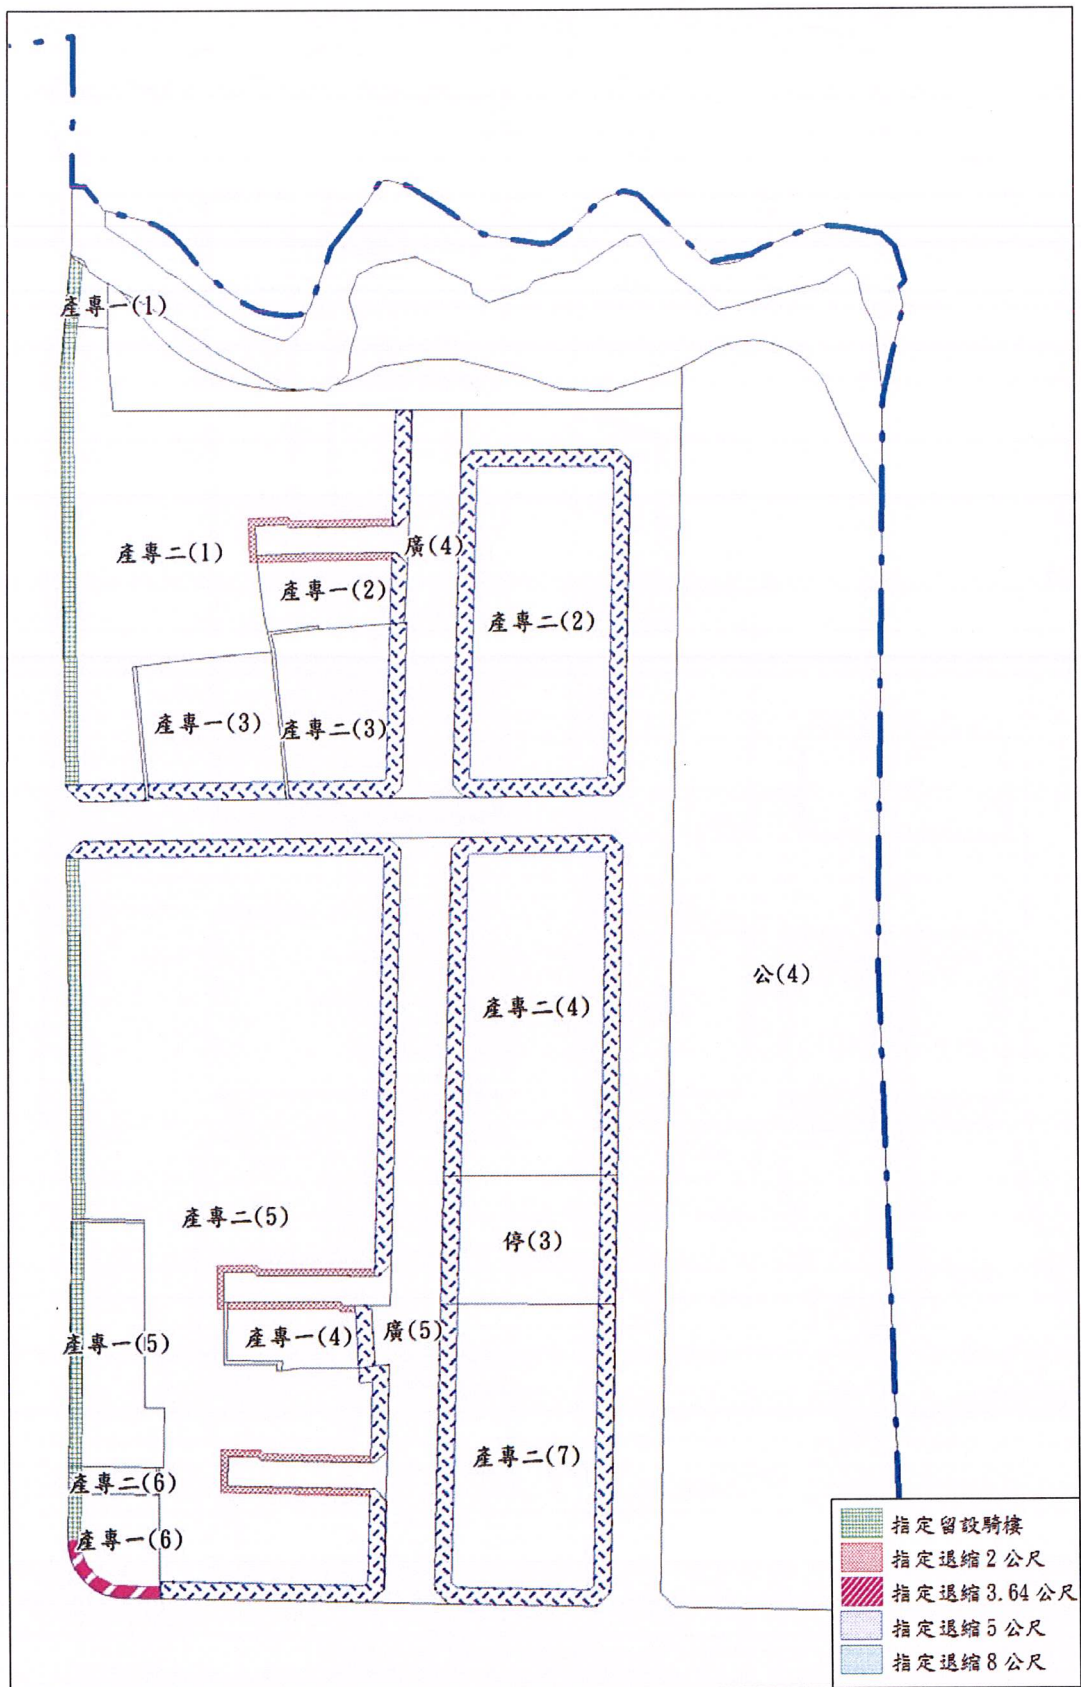 產專一(1)
產專二(1)
廣(4)
產專一(2)
產專二(2)
產專一(3)
產專二(3)
公(4)
產專二(4)
產專二(5)
停(3)
產專一(5)
產專一(4)
廣(5)
產專二(7)
產專二(6)
產專一(6)
指定留設騎樓
指定退縮2公尺
指定退縮3.64公尺
指定退縮5公尺
指定退縮8公尺